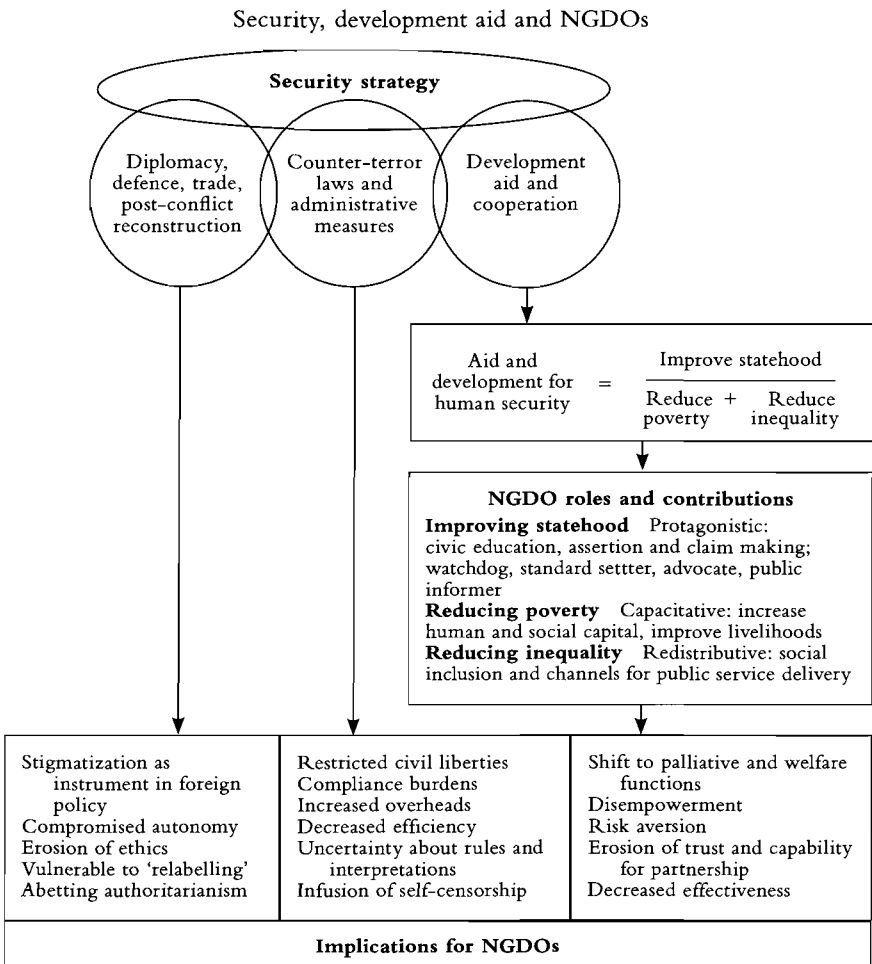 Security, development aid and NGDOs
Security strategy
Diplomacy,
defence, trade,
post-conflict
reconstruction
Counter-terror
laws and
administrative
measures
Development
aid and
cooperation
Aid and
development for
human security
=
Improve statehood
Reduce + Reduce
poverty inequality
NGDO roles and contributions
Improving statehood Protagonistic:
civic education, assertion and claim making;
watchdog, standard settter, advocate, public
informer
Reducing poverty Capacitative: increase
human and social capital, improve livelihoods
Reducing inequality Redistributive: social
inclusion and channels for public service delivery
Stigmatization as
instrument in foreign
policy
Compromised autonomy
Erosion of ethics
Vulnerable to ‘relabelling’
Abetting authoritarianism
Restricted civil liberties
Compliance burdens
Increased overheads
Decreased efficiency
Uncertainty about rules and
interpretations
Infusion of self-censorship
Shift to palliative and welfare
functions
Disempowerment
Risk aversion
Erosion of trust and capability
for partnership
Decreased effectiveness
Implications for NGDOs